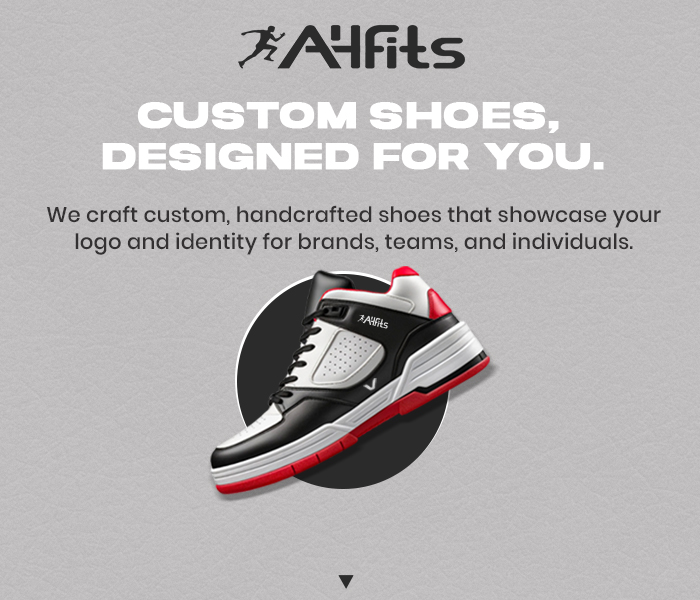 A4fits
CUSTOM SHOES,
DESIGNED FOR YOU.
We craft custom, handcrafted shoes that showcase your
logo and identity for brands, teams, and individuals.
A4fits